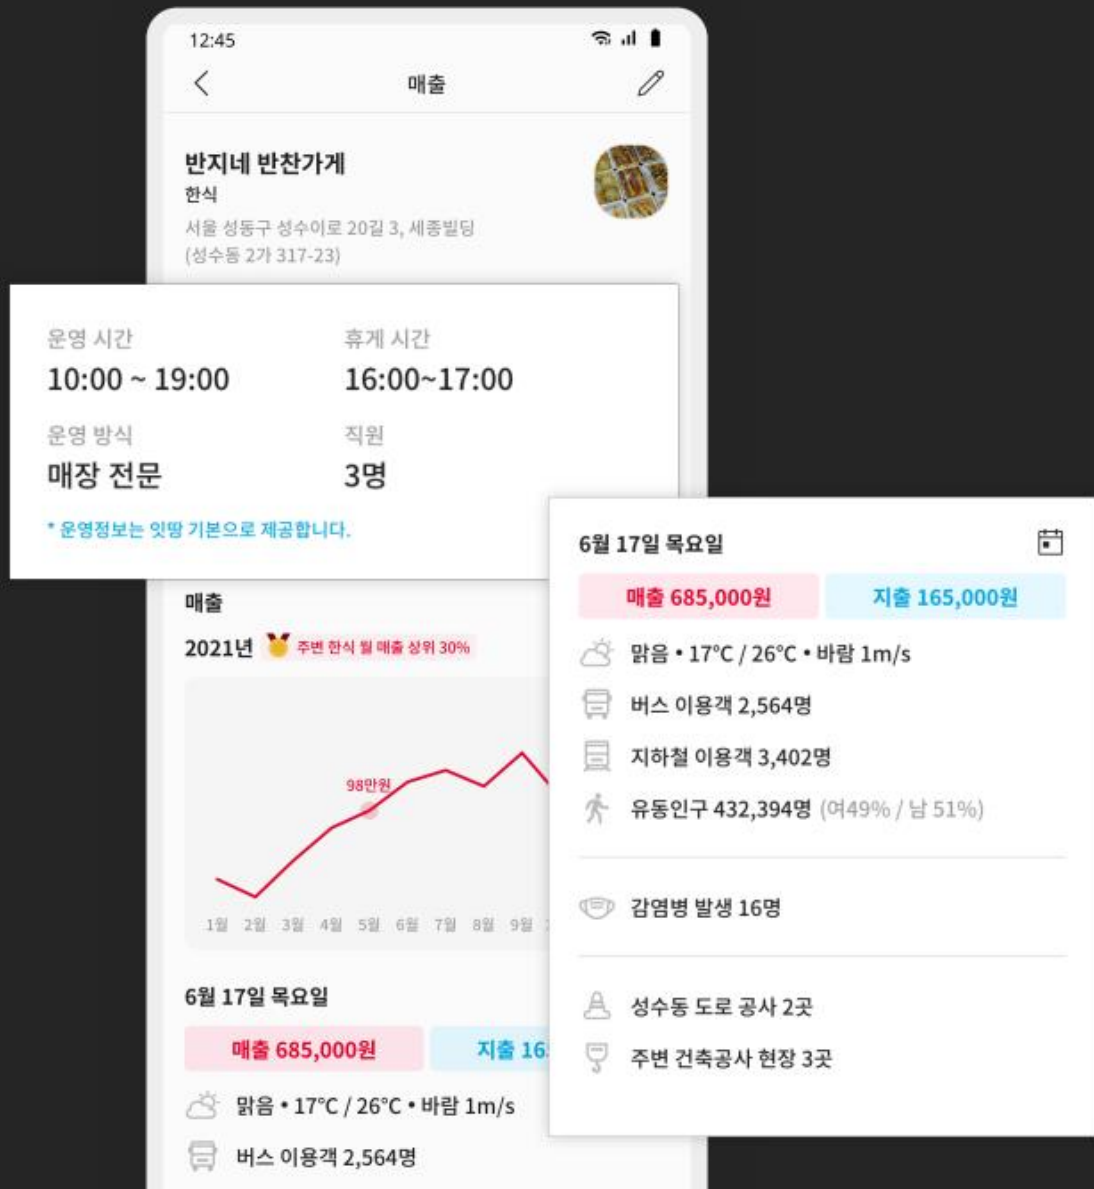 12:45
매출
반지네 반찬가게
한식
서울 성동구 성수이로 20길 3, 세종빌딩
(성수동 2가 317-23)
운영 시간
휴게 시간
10:00 ~ 19:00
16:00~17:00
운영 방식
직원
매장 전문
3명
* 운영정보는 잇땅 기본으로 제공합니다.
매출
2021년
주변 한식 월 매출 상위 30%
98만원
1월 2월 3월 4월 5월 6월 7월 8월 9월
6월 17일 목요일
매출 685,000원
지출 16
맑음 • 17°C / 26°C • 바람 1m/s
버스 이용객 2,564명
6월 17일 목요일
매출 685,000원
지출 165,000원
맑음 • 17°C / 26°C • 바람 1m/s
버스 이용객 2,564명
지하철 이용객 3,402명
유동인구 432,394명 (여49% / 남 51%)
감염병 발생 16명
성수동 도로 공사 2곳
주변 건축공사 현장 3곳